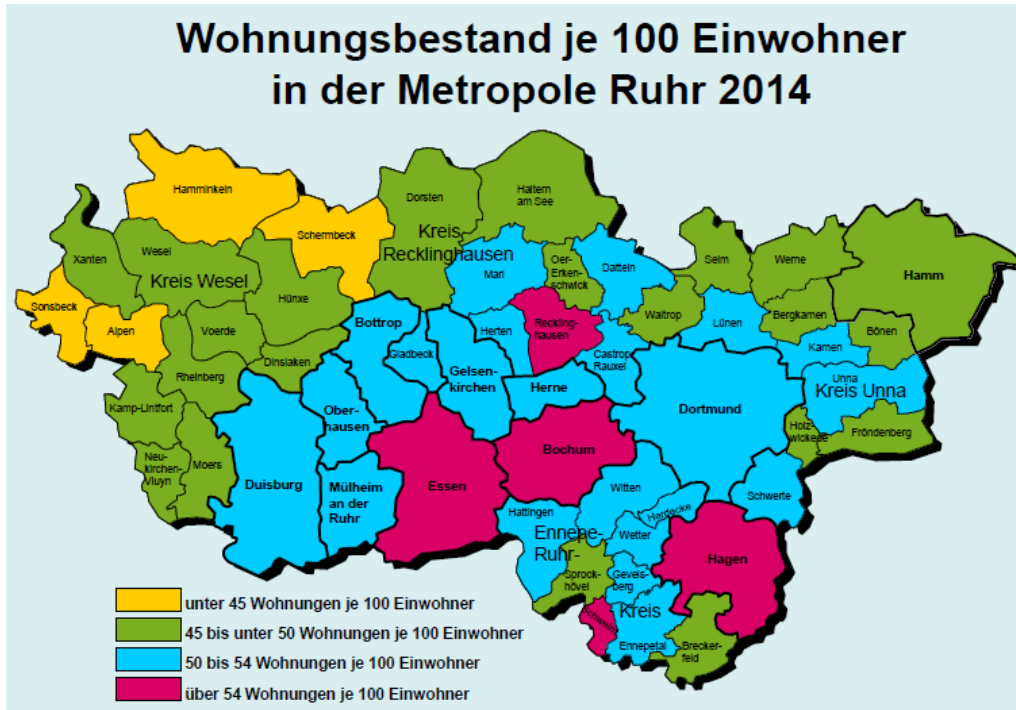 Wohnungsbestand je 100 Einwohner
in der Metropole Ruhr 2014
Hamminkeln
Dorsten
Haltern
am See
Schermbeck
Kreis
Recklinghausen
Wesel
Xanten
Kreis Wesel
Hünxe
Marl
Oer-
Erken-
schwick
Datteln
Selm
Werne
Hamm
Sonsbeck
Alpen
Voerde
Bottrop
Gladbeck
Herten
Reckling-
hausen
Waltrop
Lünen
Bergkamen
Bönen
Kamen
Dinslaken
Rheinberg
Gelsen-
kirchen
Castrop
Rauxel
Herne
Unna
Kreis Unna
Kamp-Lintfort
Ober-
hausen
Dortmund
Holz-
wickede
Fröndenberg
Neu-
kirchen-
Vluyn
Moers
Duisburg
Mülheim
an der
Ruhr
Essen
Bochum
Witten
Schwerte
Hattingen
Herdecke
Ennepe-
Ruhr-
Wetter
Hagen
Sprock-
hövel
Gevels-
berg
Schwelm
Kreis
Ennepetal
Brecker-
feld
unter 45 Wohnungen je 100 Einwohner
45 bis unter 50 Wohnungen je 100 Einwohner
50 bis 54 Wohnungen je 100 Einwohner
über 54 Wohnungen je 100 Einwohner